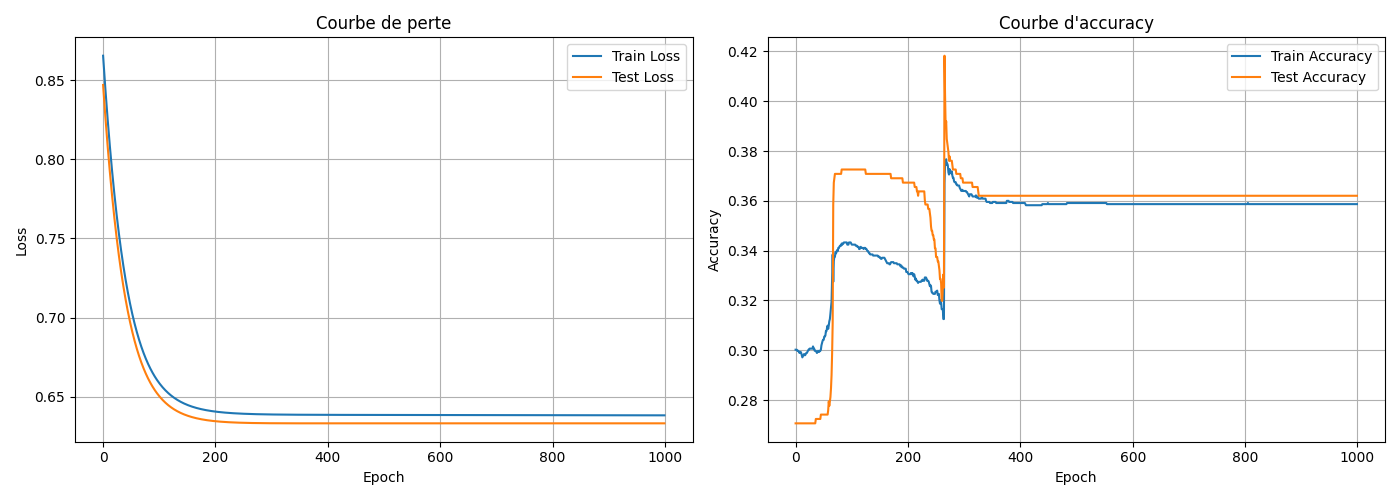 Courbe de perte
Train Loss
Test Loss
0.85
0.80
0.75
0.70
0.65
Loss
0
200
400
600
800
1000
Epoch
Courbe d'accuracy
Train Accuracy
Test Accuracy
0.42
0.40
0.38
0.36
0.34
0.32
0.30
0.28
Accuracy
0
200
400
600
800
1000
Epoch